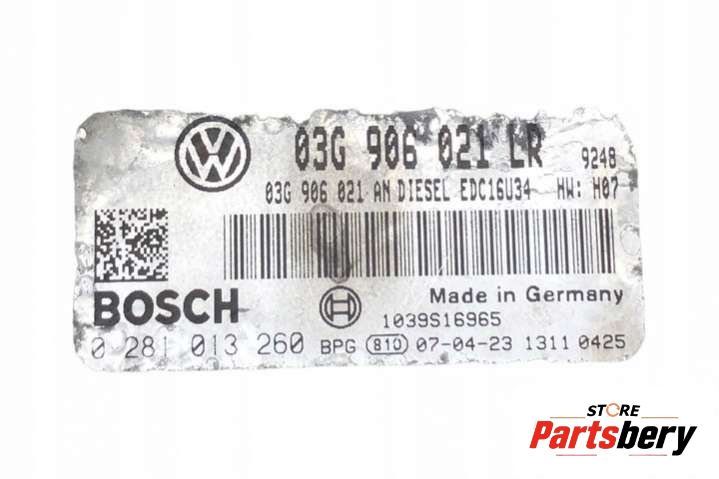 03G 906 021 LR 9248
03G 906 021 AN DIESEL EDC16U34 HW: H07
BOSCH
Made in Germany
1039S16965
0 281 013 260 BPG 810 07-04-23 1311 0425
STORE
Partsbery